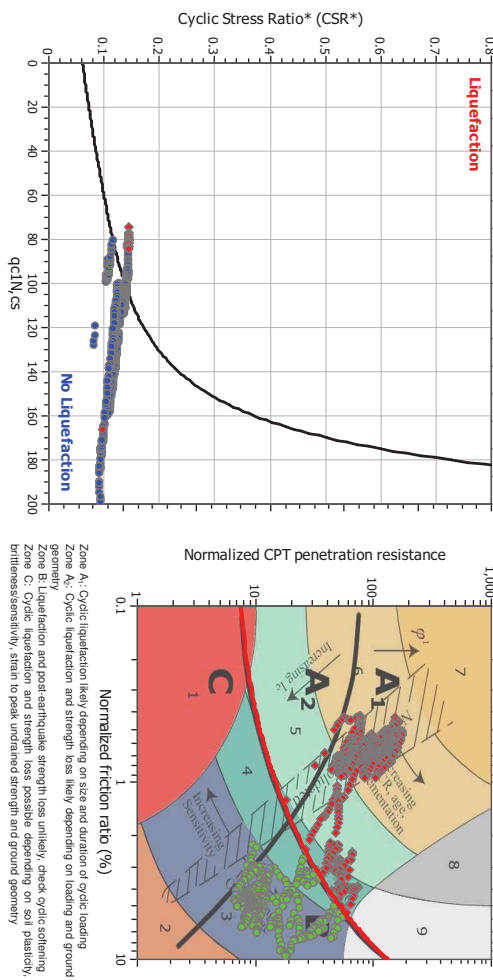 Cyclic Stress Ratio* (CSR*)
0.8
0.7
0.6
0.5
0.4
0.3
0.2
0.1
0
Liquefaction
No Liquefaction
0
20
40
60
80
100
120
140
160
180
200
qc1N,cs
Normalized CPT penetration resistance
1,000
100
10
1
0.1
1
10
Normalized friction ratio (%)
7
φ'
A1
6
8
9
A2
Increasing Ic
5
C
4
1
Increasing
Sensitivity
3
2
Zone A1: Cyclic liquefaction likely depending on size and duration of cyclic loading
Zone A2: Cyclic liquefaction and strength loss likely depending on loading and ground
geometry
Zone B: Liquefaction and post-earthquake strength loss unlikely, check cyclic softening
Zone C: Cyclic liquefaction and strength loss possible depending on soil plasticity,
brittleness/sensitivity, strain to peak undrained strength and ground geometry